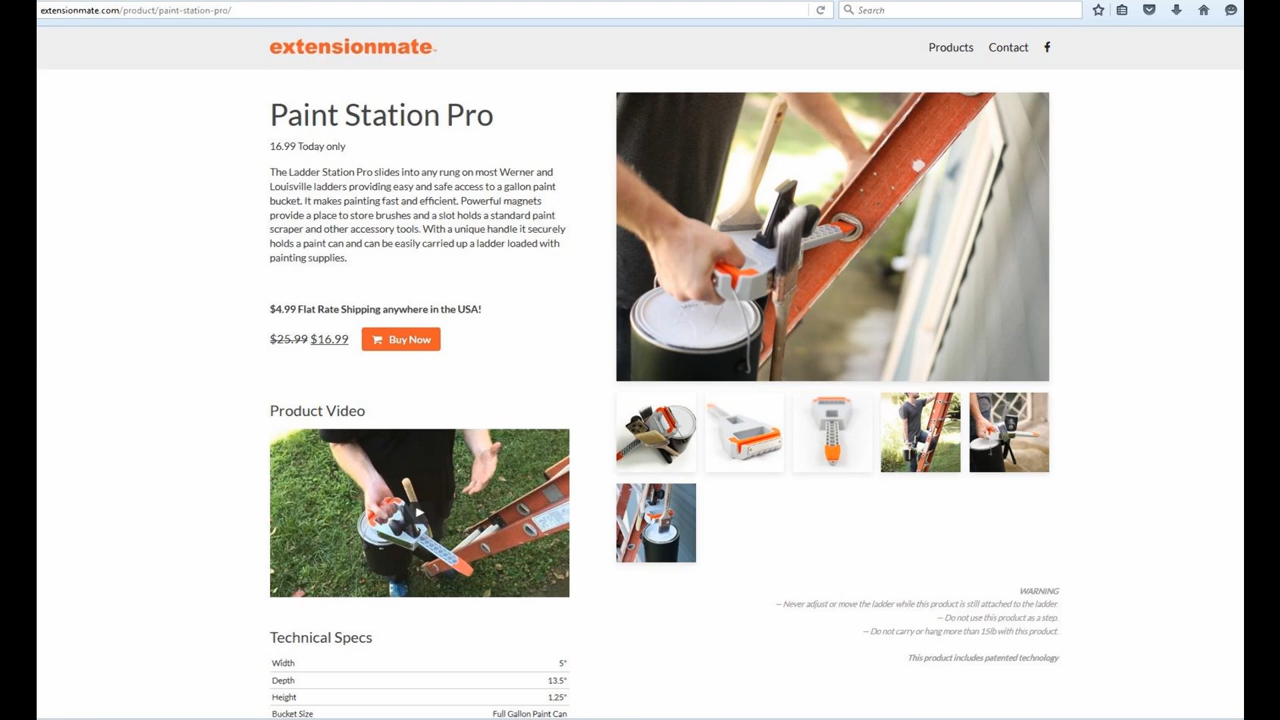 extensionmate.com/product/paint-station-pro/
Search
extensionmate
Products Contact
Paint Station Pro
16.99 Today only
The Ladder Station Pro slides into any rung on most Werner and
Louisville ladders providing easy and safe access to a gallon paint
bucket. It makes painting fast and efficient. Powerful magnets
provide a place to store brushes and a slot holds a standard paint
scraper and other accessory tools. With a unique handle it securely
holds a paint can and can be easily carried up a ladder loaded with
painting supplies.
$4.99 Flat Rate Shipping anywhere in the USA!
$25.99 $16.99 Buy Now
Product Video
WARNING
-- Never adjust or move the ladder while this product is still attached to the ladder.
-- Do not use this product as a step.
-- Do not carry or hang more than 15lb with this product.
This product includes patented technology
Technical Specs
Width 5"
Depth 13.5"
Height 1.25"
Bucket Size Full Gallon Paint Can